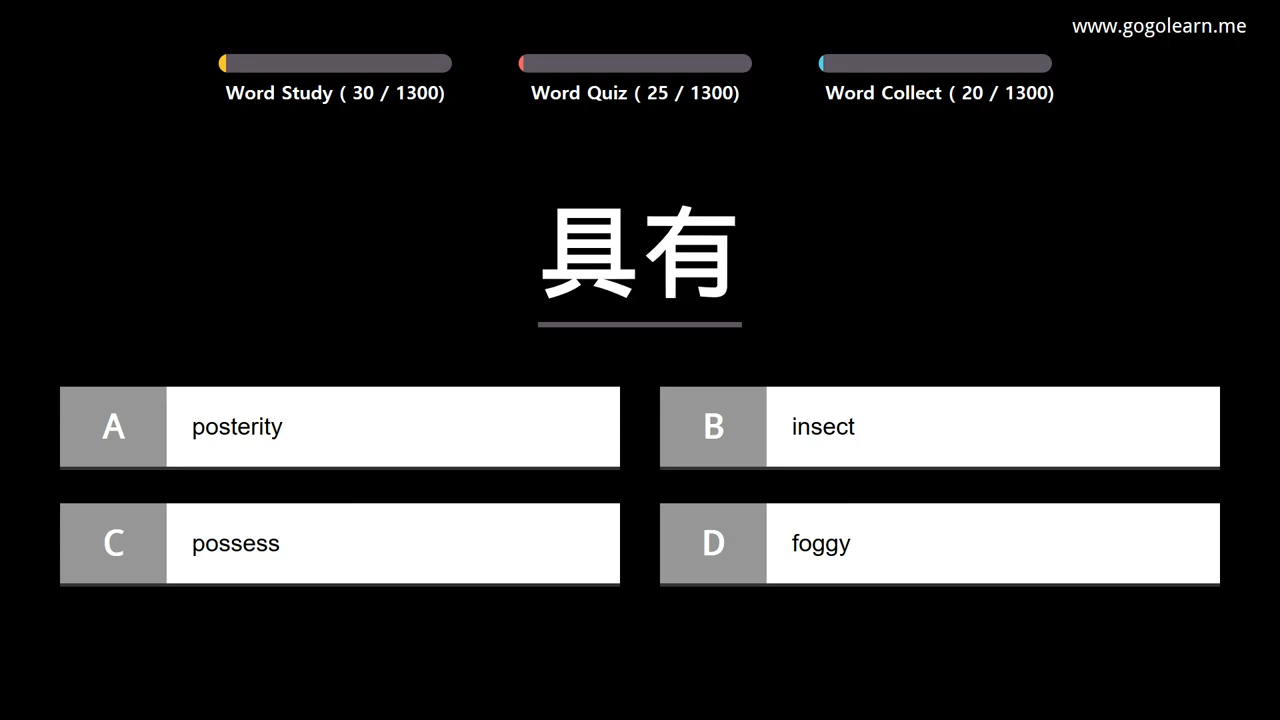 www.gogolearn.me
Word Study ( 30 / 1300)
Word Quiz ( 25 / 1300)
Word Collect ( 20 / 1300)
具有
A posterity
B insect
C possess
D foggy